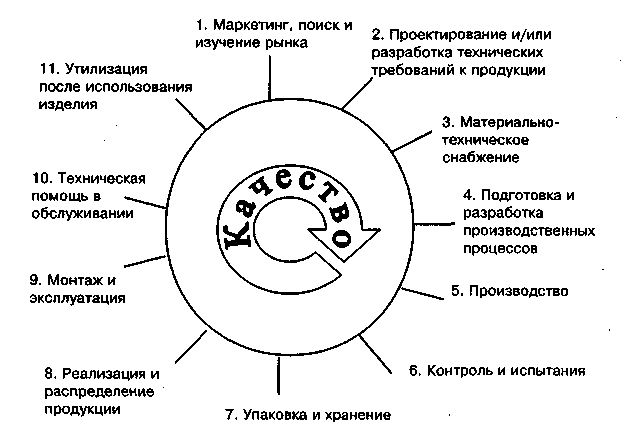 1. Маркетинг, поиск и
изучение рынка
2. Проектирование и/или
разработка технических
требований к продукции
3. Материально-
техническое
снабжение
4. Подготовка и
разработка
производственных
процессов
5. Производство
6. Контроль и испытания
7. Упаковка и хранение
8. Реализация и
распределение
продукции
9. Монтаж и
эксплуатация
10. Техническая
помощь в
обслуживании
11. Утилизация
после использования
изделия
Качество